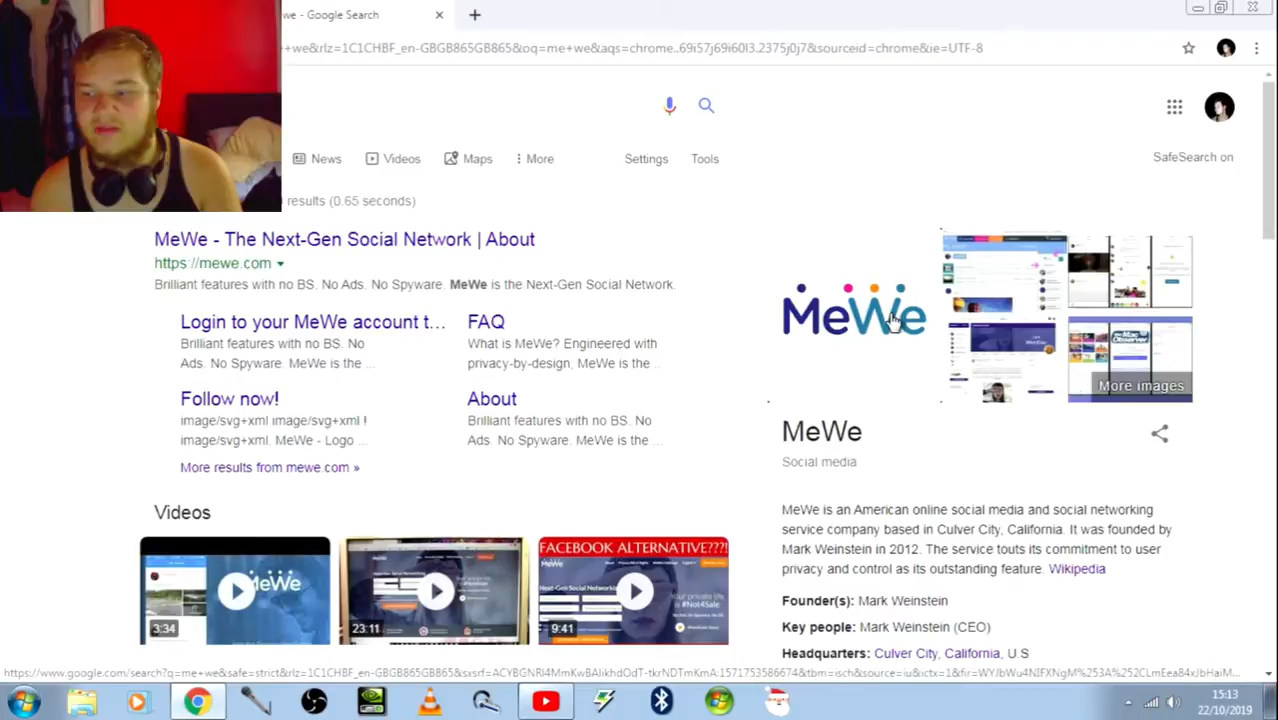 we - Google Search
+we&rlz=1C1CHBF_en-GBGB865GB865&oq=me+we&aqs=chrome..69i57j69i60l3.2375j0j7&sourceid=chrome&ie=UTF-8
News
Videos
Maps
More
Settings
Tools
SafeSearch on
results (0.65 seconds)
MeWe - The Next-Gen Social Network | About
https://mewe.com
Brilliant features with no BS. No Ads. No Spyware. MeWe is the Next-Gen Social Network.
Login to your MeWe account t...
Brilliant features with no BS. No
Ads. No Spyware. MeWe is the ...
FAQ
What is MeWe? Engineered with
privacy-by-design, MeWe is the ...
Follow now!
image/svg+xml image/svg+xml !
image/svg+xml. MeWe - Logo ...
About
Brilliant features with no BS. No
Ads. No Spyware. MeWe is the ...
More results from mewe.com »
Videos
MeWe
3:34
23:11
FACEBOOK ALTERNATIVE???!
MeWe
Your private
life is
#Not4Sale
9:41
MeWe
More images
MeWe
Social media
MeWe is an American online social media and social networking
service company based in Culver City, California. It was founded by
Mark Weinstein in 2012. The service touts its commitment to user
privacy and control as its outstanding feature. Wikipedia
Founder(s): Mark Weinstein
Key people: Mark Weinstein (CEO)
Headquarters: Culver City, California, U.S
15:13
22/10/2019